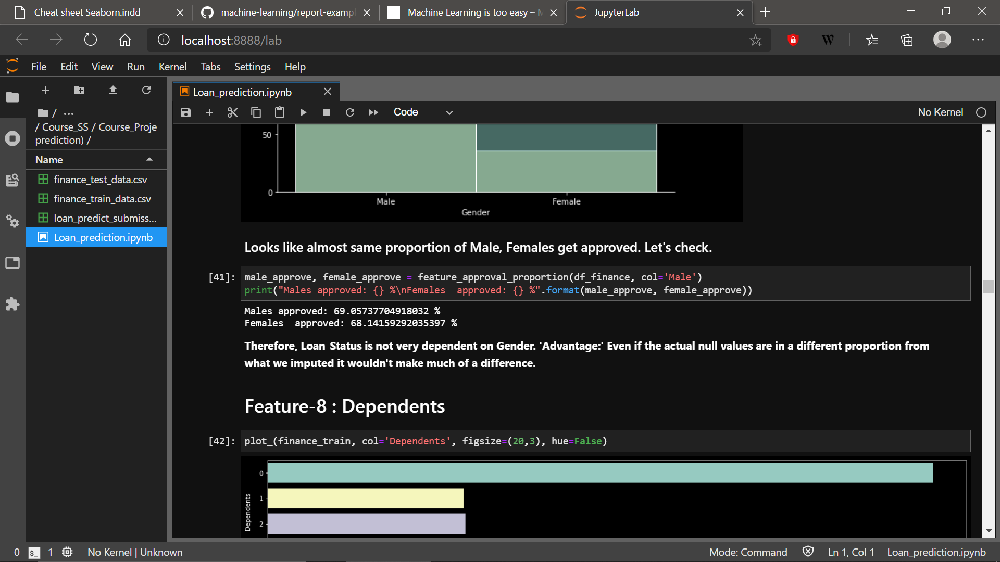 Cheat sheet Seaborn.indd
machine-learning/report-exampl
Machine Learning is too easy –
JupyterLab
localhost:8888/lab
W
File Edit View Run Kernel Tabs Settings Help
/ ...
/ Course_SS / Course_Proje
prediction) /
Name
finance_test_data.csv
finance_train_data.csv
loan_predict_submiss...
Loan_prediction.ipynb
Loan_prediction.ipynb
Code
No Kernel
50
0
Male Female
Gender
Looks like almost same proportion of Male, Females get approved. Let's check.
[41]: male_approve, female_approve = feature_approval_proportion(df_finance, col='Male')
print("Males approved: {} %\nFemales  approved: {} %".format(male_approve, female_approve))
Males approved: 69.05737704918032 %
Females  approved: 68.14159292035397 %
Therefore, Loan_Status is not very dependent on Gender. 'Advantage:' Even if the actual null values are in a different proportion from
what we imputed it wouldn't make much of a difference.
Feature-8 : Dependents
[42]: plot_(finance_train, col='Dependents', figsize=(20,3), hue=False)
0
1
2
Dependents
0 $_ 1 No Kernel | Unknown
Mode: Command Ln 1, Col 1 Loan_prediction.ipynb